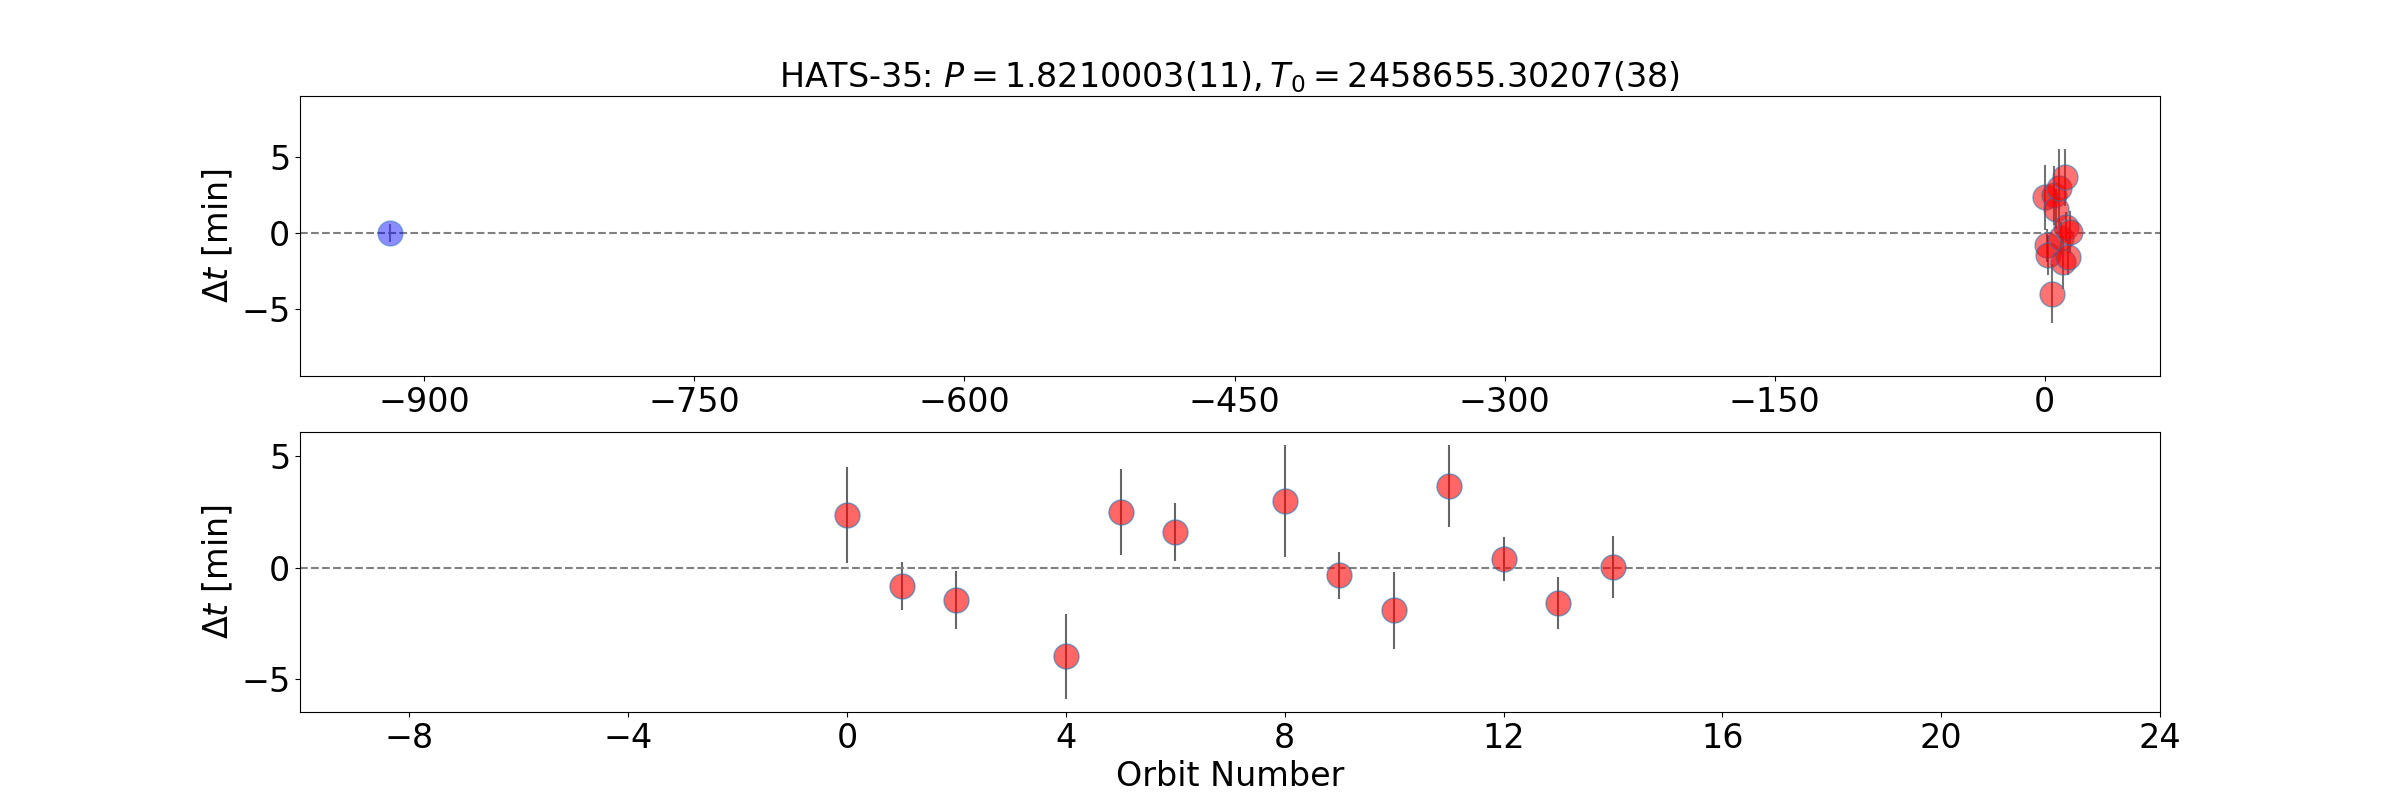 HATS-35: P = 1.8210003(11), T₀ = 2458655.30207(38)
Δt [min]
5
0
−5
−900 −750 −600 −450 −300 −150 0
Δt [min]
5
0
−5
−8 −4 0 4 8 12 16 20 24
Orbit Number